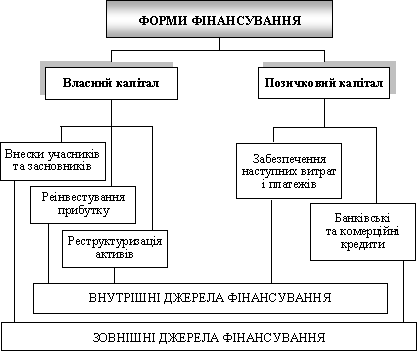 ФОРМИ ФІНАНСУВАННЯ
Власний капітал
Позичковий капітал
Внески учасників
та засновників
Реінвестування
прибутку
Реструктуризація
активів
Забезпечення
наступних витрат
і платежів
Банківські
та комерційні
кредити
ВНУТРІШНІ ДЖЕРЕЛА ФІНАНСУВАННЯ
ЗОВНІШНІ ДЖЕРЕЛА ФІНАНСУВАННЯ